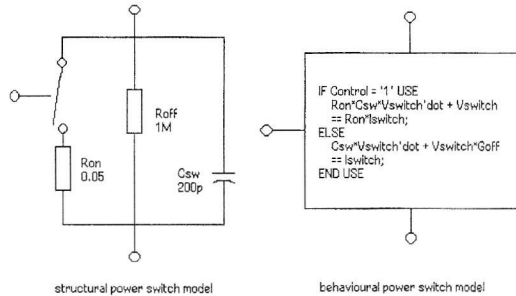 Roff
1M
Ron
0.05
Csw
200p
structural power switch model
IF Control = '1' USE
Ron*Csw*Vswitch'dot + Vswitch
== Ron*Iswitch;
ELSE
Csw*Vswitch'dot + Vswitch*Goff
== Iswitch;
END USE
behavioural power switch model